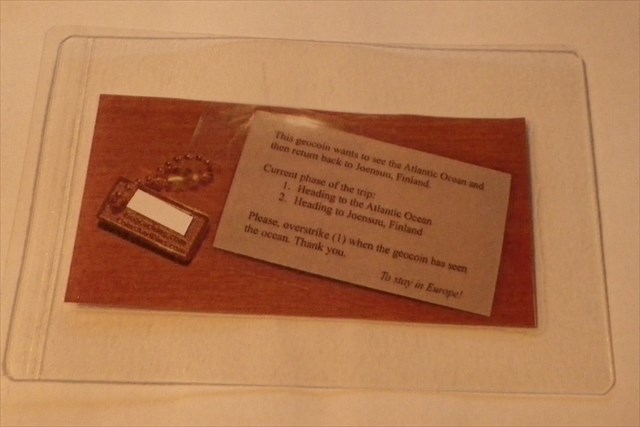 This geocoin wants to see the Atlantic Ocean and
then return back to Joensuu, Finland.
Current phase of the trip:
1. Heading to the Atlantic Ocean
2. Heading to Joensuu, Finland
Please, overstrike (1) when the geocoin has seen
the ocean. Thank you.
To stay in Europe!